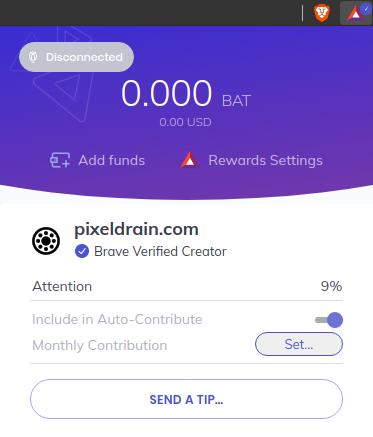 Disconnected
0.000 BAT
0.00 USD
Add funds Rewards Settings
pixeldrain.com
Brave Verified Creator
Attention 9%
Include in Auto-Contribute
Monthly Contribution Set...
SEND A TIP...